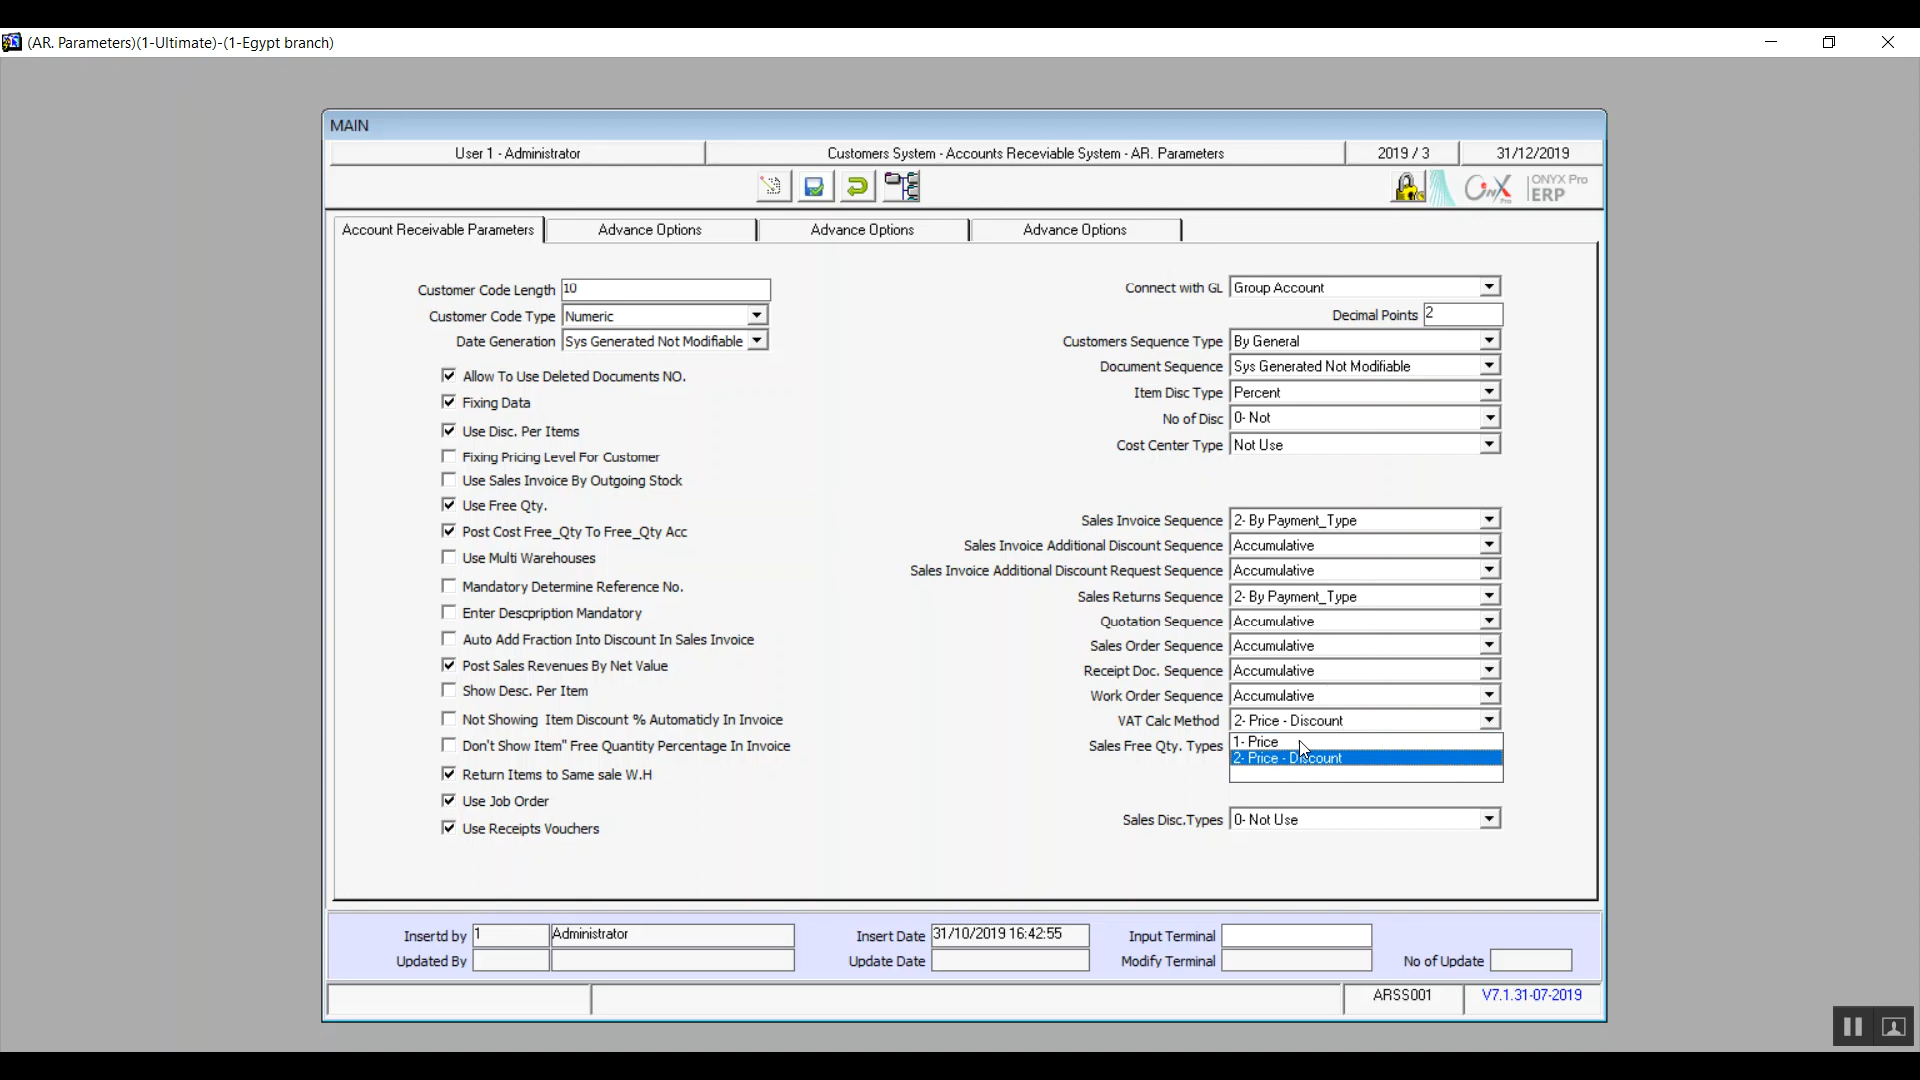 (AR. Parameters)(1-Ultimate)-(1-Egypt branch)
MAIN
User 1 - Administrator
Customers System - Accounts Receviable System - AR. Parameters
2019 / 3
31/12/2019
Onyx Pro
ONYX Pro
ERP
Account Receivable Parameters
Advance Options
Advance Options
Advance Options
Customer Code Length 10
Customer Code Type Numeric
Date Generation Sys Generated Not Modifiable
Allow To Use Deleted Documents NO.
Fixing Data
Use Disc. Per Items
Fixing Pricing Level For Customer
Use Sales Invoice By Outgoing Stock
Use Free Qty.
Post Cost Free_Qty To Free_Qty Acc
Use Multi Warehouses
Mandatory Determine Reference No.
Enter Descpription Mandatory
Auto Add Fraction Into Discount In Sales Invoice
Post Sales Revenues By Net Value
Show Desc. Per Item
Not Showing Item Discount % Automaticly In Invoice
Don't Show Item" Free Quantity Percentage In Invoice
Return Items to Same sale W.H
Use Job Order
Use Receipts Vouchers
Connect with GL Group Account
Decimal Points 2
Customers Sequence Type By General
Document Sequence Sys Generated Not Modifiable
Item Disc Type Percent
No of Disc 0- Not
Cost Center Type Not Use
Sales Invoice Sequence 2- By Payment_Type
Sales Invoice Additional Discount Sequence Accumulative
Sales Invoice Additional Discount Request Sequence Accumulative
Sales Returns Sequence 2- By Payment_Type
Quotation Sequence Accumulative
Sales Order Sequence Accumulative
Receipt Doc. Sequence Accumulative
Work Order Sequence Accumulative
VAT Calc Method 2- Price - Discount
Sales Free Qty. Types 1- Price
2- Price - Discount
Sales Disc.Types 0- Not Use
Insertd by 1 Administrator
Insert Date 31/10/2019 16:42:55
Input Terminal
Updated By
Update Date
Modify Terminal
No of Update
ARSS001
V7.1.31-07-2019